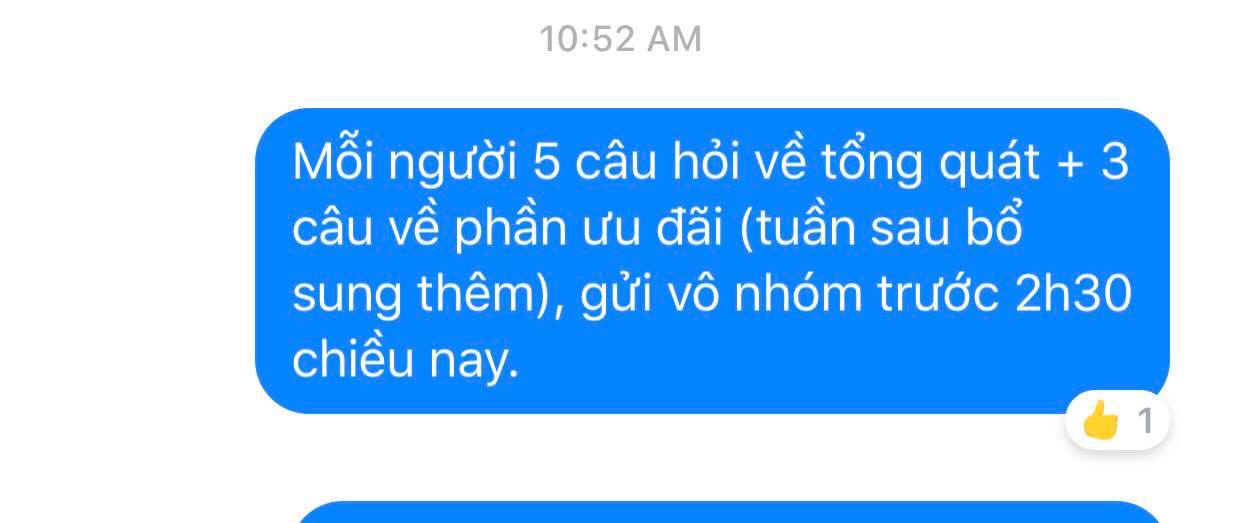 10:52 AM
Mỗi người 5 câu hỏi về tổng quát + 3
câu về phần ưu đãi (tuần sau bổ
sung thêm), gửi vô nhóm trước 2h30
chiều nay.
👍 1